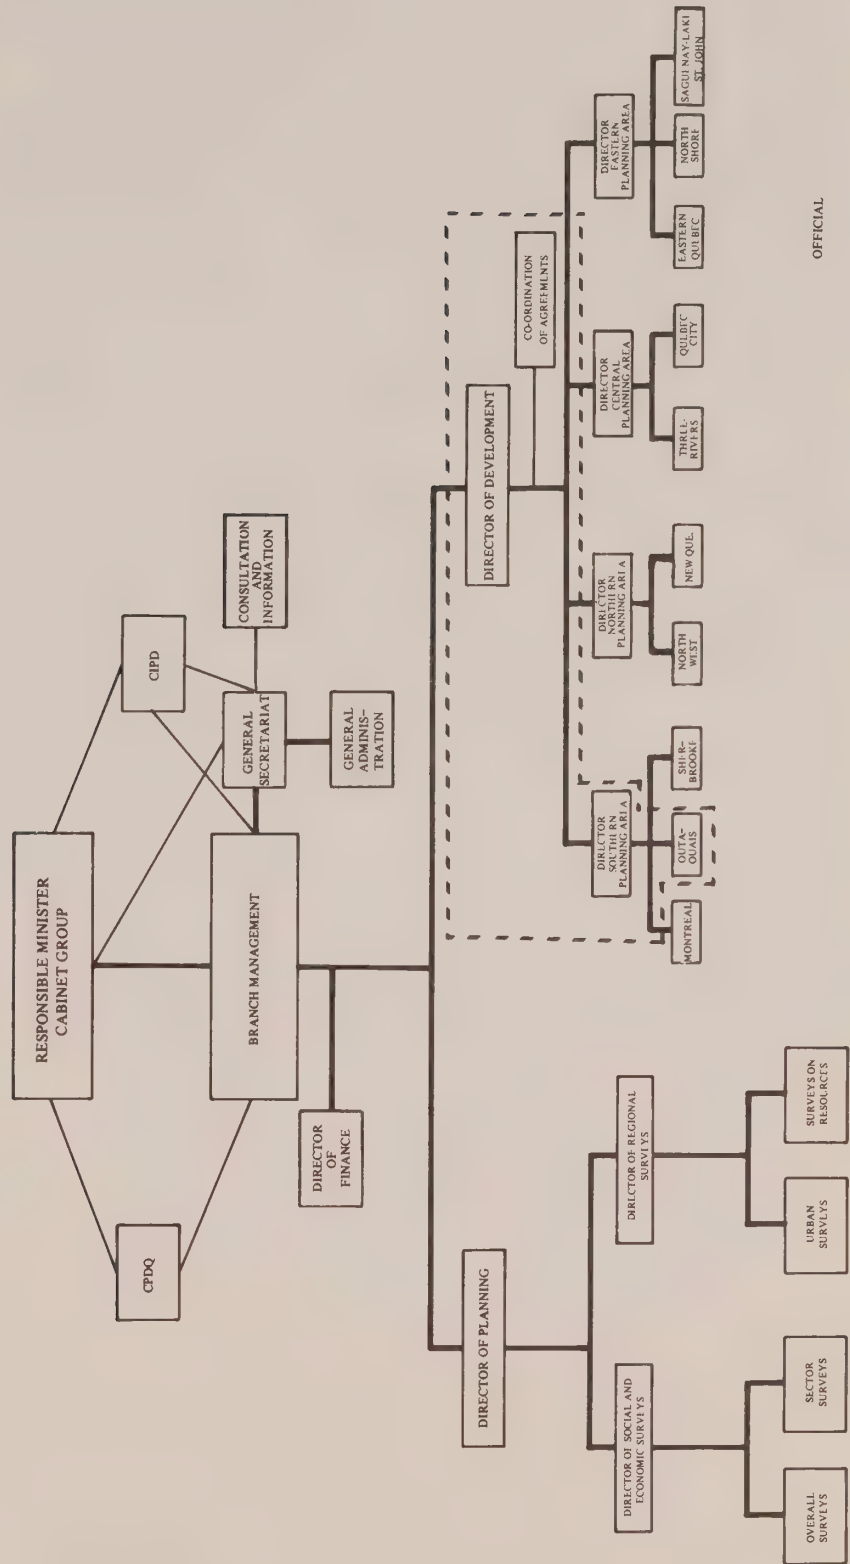 RESPONSIBLE MINISTER
CABINET GROUP
CPDQ
CIPD
BRANCH MANAGEMENT
GENERAL
SECRETARIAT
CONSULTATION
AND
INFORMATION
GENERAL
ADMINIS-
TRATION
DIRECTOR
OF
FINANCE
DIRECTOR OF PLANNING
DIRECTOR OF DEVELOPMENT
CO-ORDINATION
OF AGREEMENTS
DIRECTOR OF SOCIAL AND
ECONOMIC SURVEYS
DIRECTOR OF REGIONAL
SURVEYS
DIRECTOR
SOUTHERN
PLANNING AREA
DIRECTOR
NORTHERN
PLANNING AREA
DIRECTOR
CENTRAL
PLANNING AREA
DIRECTOR
EASTERN
PLANNING AREA
OVERALL
SURVEYS
SECTOR
SURVEYS
URBAN
SURVEYS
SURVEYS ON
RESOURCES
MONTREAL
OUTA-
OUAIS
SHER-
BROOKE
NORTH
WEST
NEW QUE.
THREE-
RIVERS
QUEBEC
CITY
EASTERN
QUEBEC
NORTH
SHORE
SAGUENAY-LAKE
ST. JOHN
OFFICIAL